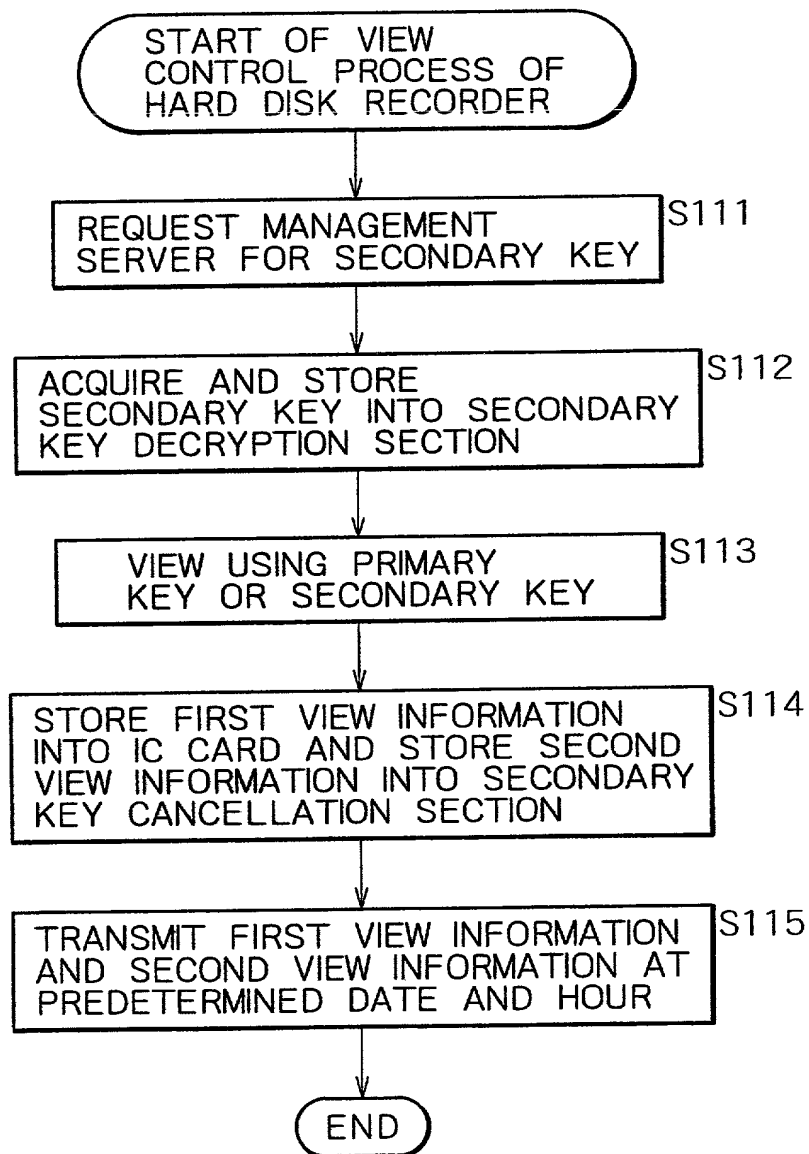 START OF VIEW
CONTROL PROCESS OF
HARD DISK RECORDER
S111
REQUEST MANAGEMENT
SERVER FOR SECONDARY KEY
S112
ACQUIRE AND STORE
SECONDARY KEY INTO SECONDARY
KEY DECRYPTION SECTION
S113
VIEW USING PRIMARY
KEY OR SECONDARY KEY
S114
STORE FIRST VIEW INFORMATION
INTO IC CARD AND STORE SECOND
VIEW INFORMATION INTO SECONDARY
KEY CANCELLATION SECTION
S115
TRANSMIT FIRST VIEW INFORMATION
AND SECOND VIEW INFORMATION AT
PREDETERMINED DATE AND HOUR
END